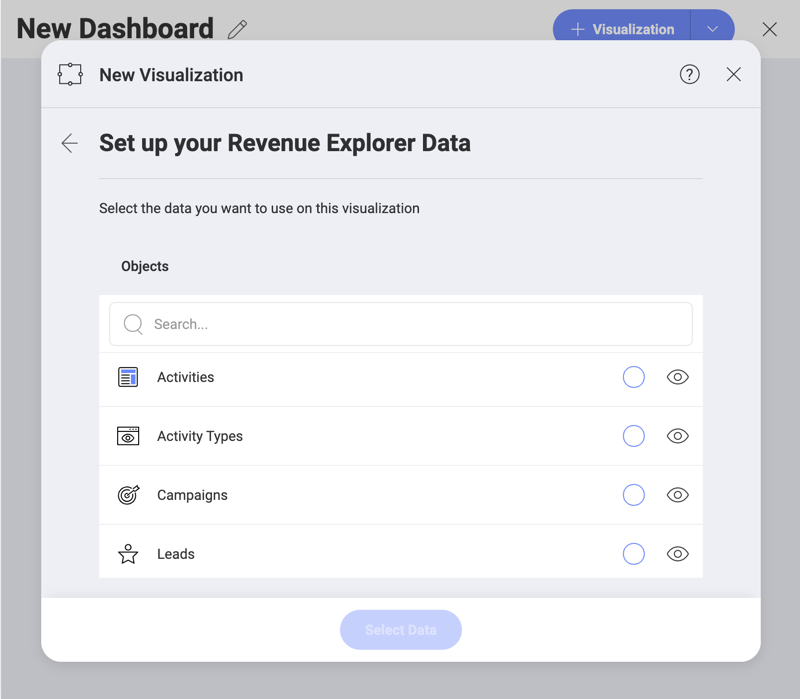 New Dashboard
Visualization
New Visualization
?
Set up your Revenue Explorer Data
Select the data you want to use on this visualization
Objects
Search...
Activities
Activity Types
Campaigns
Leads
Select Data